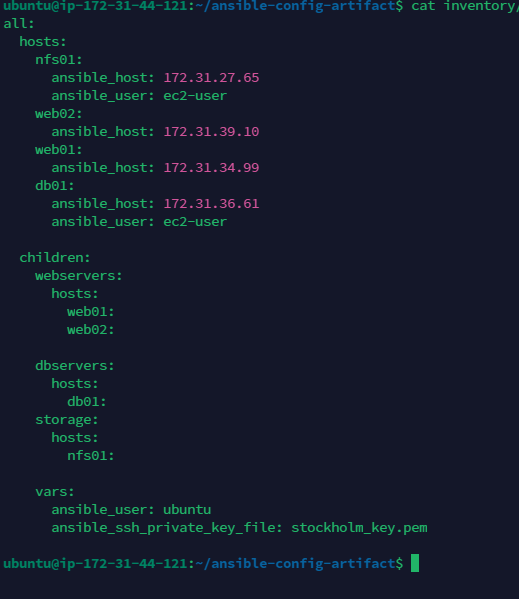 ubuntu@ip-172-31-44-121:~/ansible-config-artifact$ cat inventory/
all:
  hosts:
    nfs01:
      ansible_host: 172.31.27.65
      ansible_user: ec2-user
    web02:
      ansible_host: 172.31.39.10
    web01:
      ansible_host: 172.31.34.99
    db01:
      ansible_host: 172.31.36.61
      ansible_user: ec2-user

  children:
    webservers:
      hosts:
        web01:
        web02:

    dbservers:
      hosts:
        db01:
    storage:
      hosts:
        nfs01:

    vars:
      ansible_user: ubuntu
      ansible_ssh_private_key_file: stockholm_key.pem

ubuntu@ip-172-31-44-121:~/ansible-config-artifact$